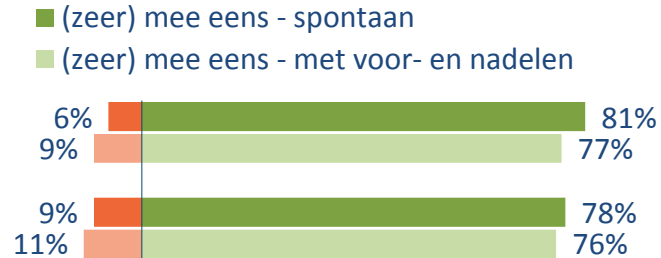 (zeer) mee eens - spontaan
(zeer) mee eens - met voor- en nadelen
6% 81%
9% 77%
9% 78%
11% 76%